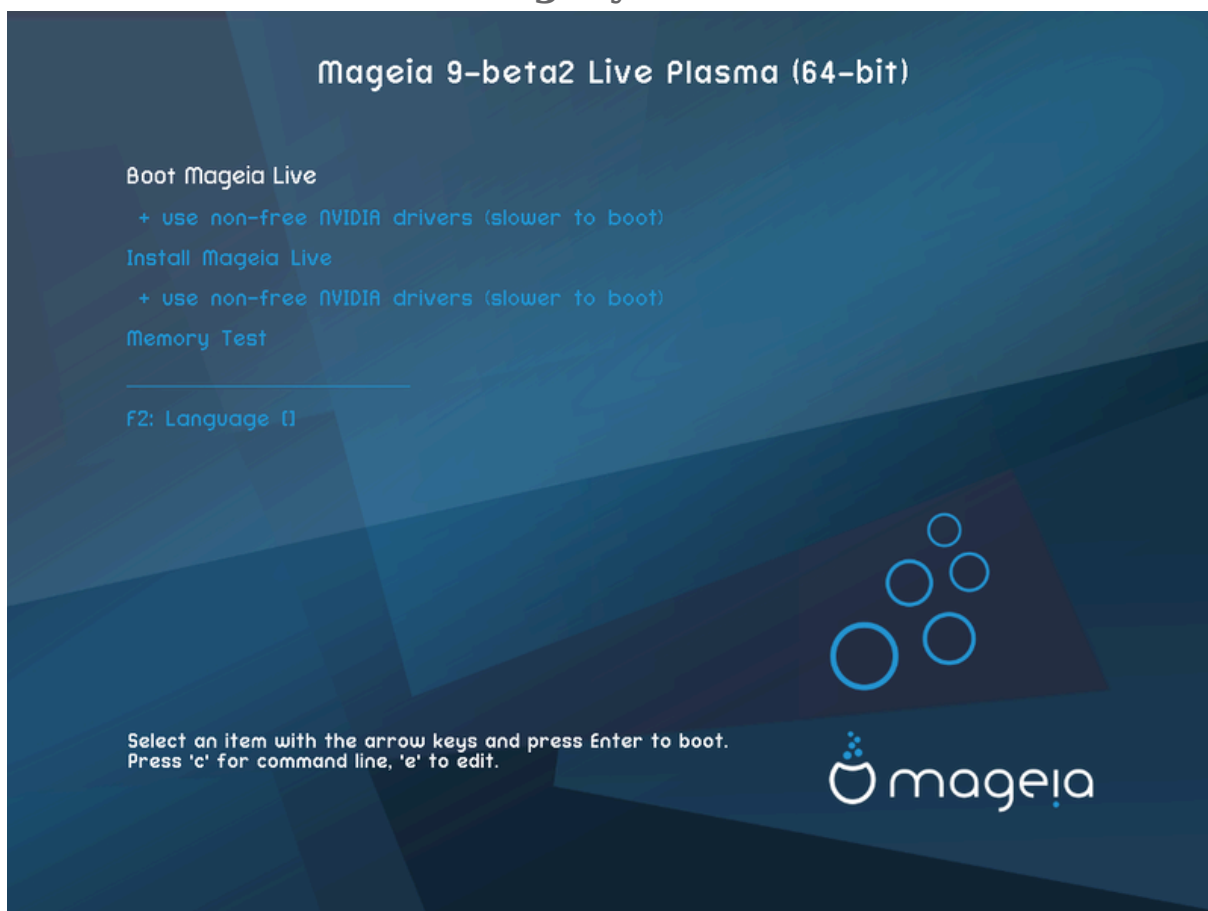 Mageia 9-beta2 Live Plasma (64-bit)
Boot Mageia Live
+ use non-free NVIDIA drivers (slower to boot)
Install Mageia Live
+ use non-free NVIDIA drivers (slower to boot)
Memory Test
F2: Language []
Select an item with the arrow keys and press Enter to boot.
Press 'c' for command line, 'e' to edit.
mageia